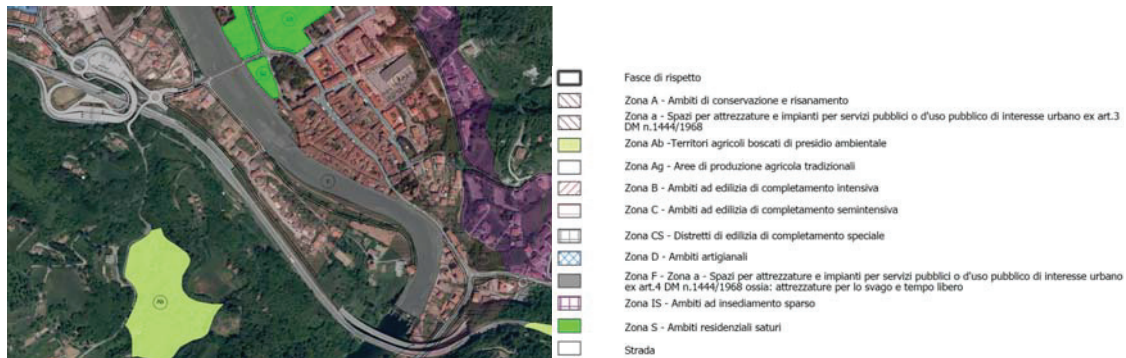 Fasce di rispetto
Zona A - Ambiti di conservazione e risanamento
Zona a - Spazi per attrezzature e impianti per servizi pubblici o d'uso pubblico di interesse urbano ex art.3
DM n.1444/1968
Zona Ab -Territori agricoli boscati di presidio ambientale
Zona Ag - Aree di produzione agricola tradizionali
Zona B - Ambiti ad edilizia di completamento intensiva
Zona C - Ambiti ad edilizia di completamento semintensiva
Zona CS - Distretti di edilizia di completamento speciale
Zona D - Ambiti artigianali
Zona F - Zona a - Spazi per attrezzature e impianti per servizi pubblici o d'uso pubblico di interesse urbano
ex art.4 DM n.1444/1968 ossia: attrezzature per lo svago e tempo libero
Zona IS - Ambiti ad insediamento sparso
Zona S - Ambiti residenziali saturi
Strada
Ab